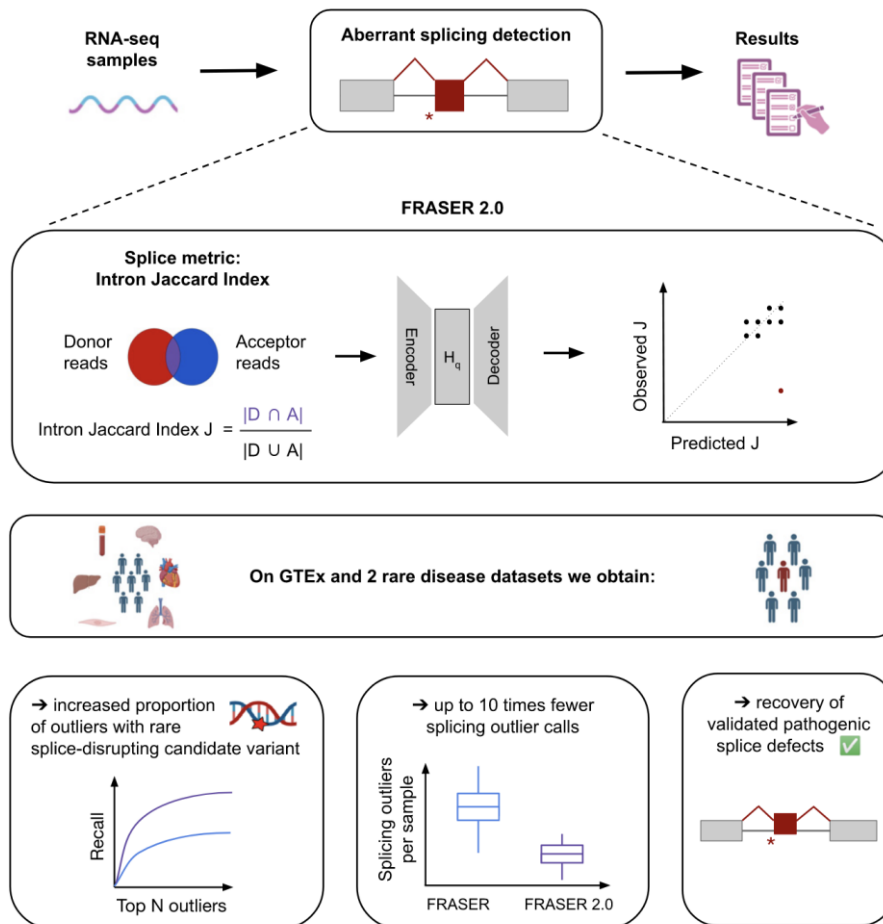 RNA-seq
samples
Aberrant splicing detection
Results
*
FRASER 2.0
Splice metric:
Intron Jaccard Index
Donor
reads
Acceptor
reads
Intron Jaccard Index J = |D ∩ A|
|D ∪ A|
Encoder
H_q
Decoder
Observed J
Predicted J
On GTEx and 2 rare disease datasets we obtain:
➔ increased proportion
of outliers with rare
splice-disrupting candidate variant
Recall
Top N outliers
➔ up to 10 times fewer
splicing outlier calls
Splicing outliers
per sample
FRASER FRASER 2.0
➔ recovery of
validated pathogenic
splice defects ✅
*